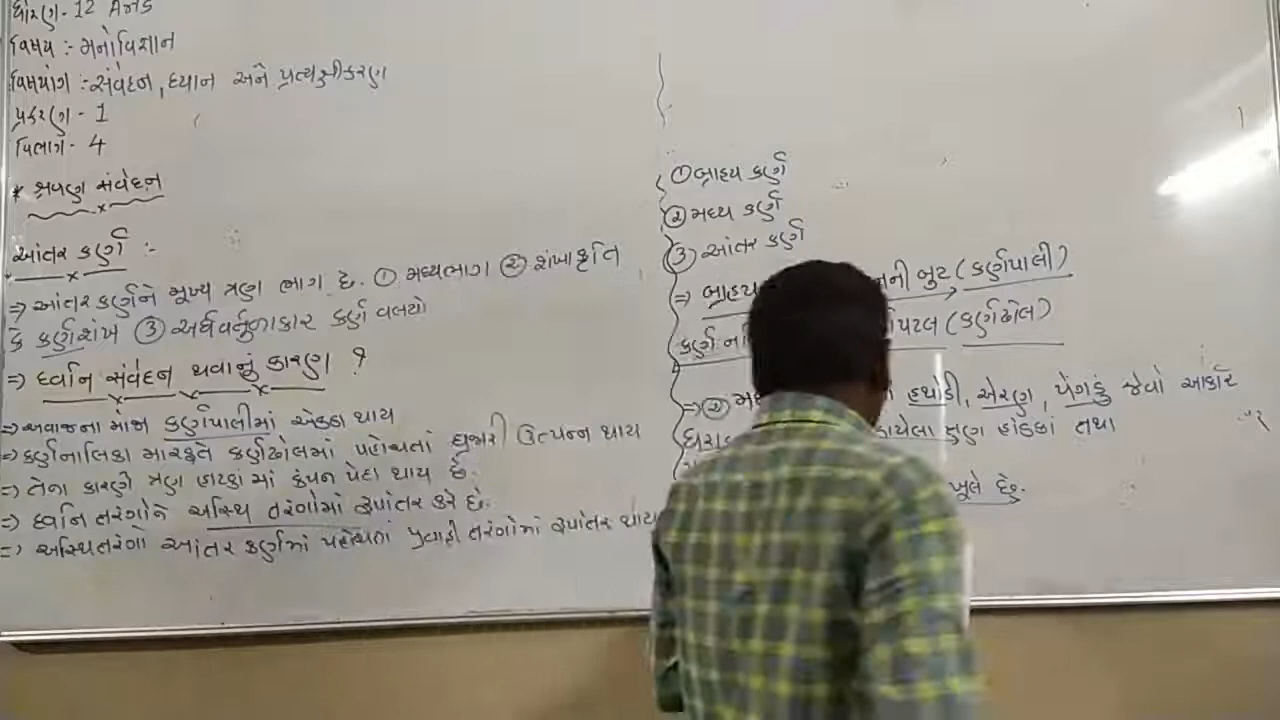 ધોરણ - 12 Arts
વિષય :- મનોવિજ્ઞાન
વિષયાંગ :- સંવેદન, ધ્યાન અને પ્રત્યક્ષીકરણ
પ્રકરણ - 1
વિભાગ - 4
* શ્રવણ સંવેદન
આંતર કર્ણ :-
⇒ આંતર કર્ણને મુખ્ય ત્રણ ભાગ છે. ① મધ્યભાગ ② શંખાકૃતિ
કે કર્ણશંખ ③ અર્ધવર્તુળાકાર કર્ણ વલયો
⇒ ધ્વનિ સંવેદન થવાનું કારણ ?
⇒ અવાજના મોજા કર્ણપાલીમાં એકઠા થાય
⇒ કર્ણનાલિકા મારફતે કર્ણઢોલમાં પહોચતાં ધ્રુજારી ઉત્પન્ન થાય
⇒ તેના કારણે ત્રણ હાડકાં માં કંપન પેદા થાય છે.
⇒ ધ્વનિ તરંગોને અસ્થિ તરંગોમાં રૂપાંતર કરે છે.
⇒ અસ્થિતરંગો આંતર કર્ણમાં પહોચતાં પ્રવાહી તરંગોમાં રૂપાંતર થાય
① બાહ્ય કર્ણ
② મધ્ય કર્ણ
③ આંતર કર્ણ
⇒ બાહ્ય નની બુટ (કર્ણપાલી)
કર્ણ ના પટલ (કર્ણઢોલ)
⇒ ② હથોડી, એરણ, પેંગડું જેવો આકાર
ત્રણ હાડકાં તથા
ખૂલે છે.